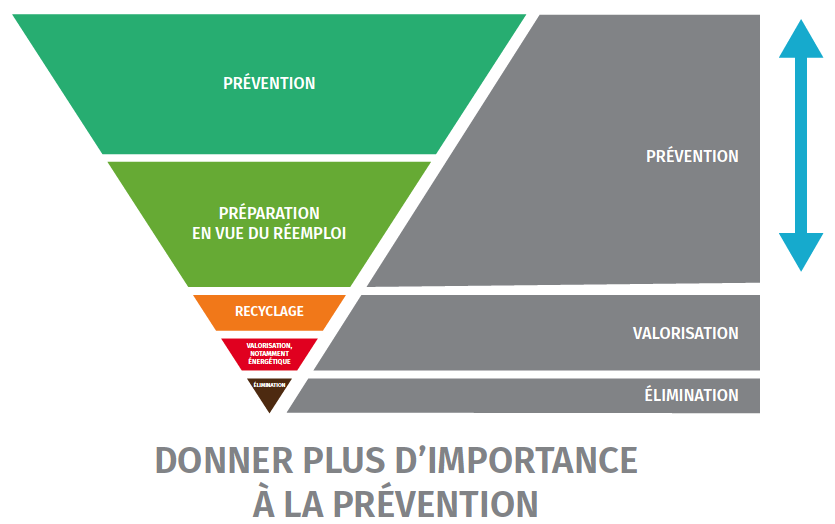 PRÉVENTION
PRÉPARATION
EN VUE DU RÉEMPLOI
RECYCLAGE
VALORISATION,
NOTAMMENT
ÉNERGÉTIQUE
ÉLIMINATION
PRÉVENTION
VALORISATION
ÉLIMINATION
DONNER PLUS D'IMPORTANCE
À LA PRÉVENTION